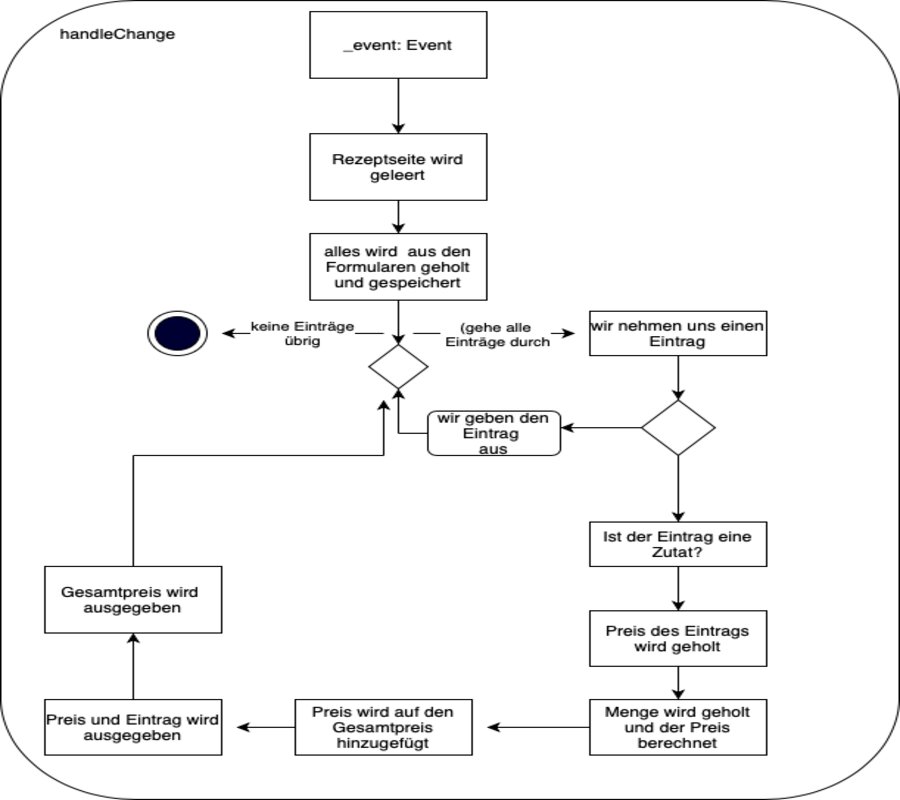 handleChange
_event: Event
Rezeptseite wird
geleert
alles wird aus den
Formularen geholt
und gespeichert
keine Einträge
übrig
(gehe alle
Einträge durch
wir nehmen uns einen
Eintrag
wir geben den
Eintrag
aus
Ist der Eintrag eine
Zutat?
Preis des Eintrags
wird geholt
Menge wird geholt
und der Preis
berechnet
Preis wird auf den
Gesamtpreis
hinzugefügt
Preis und Eintrag wird
ausgegeben
Gesamtpreis wird
ausgegeben